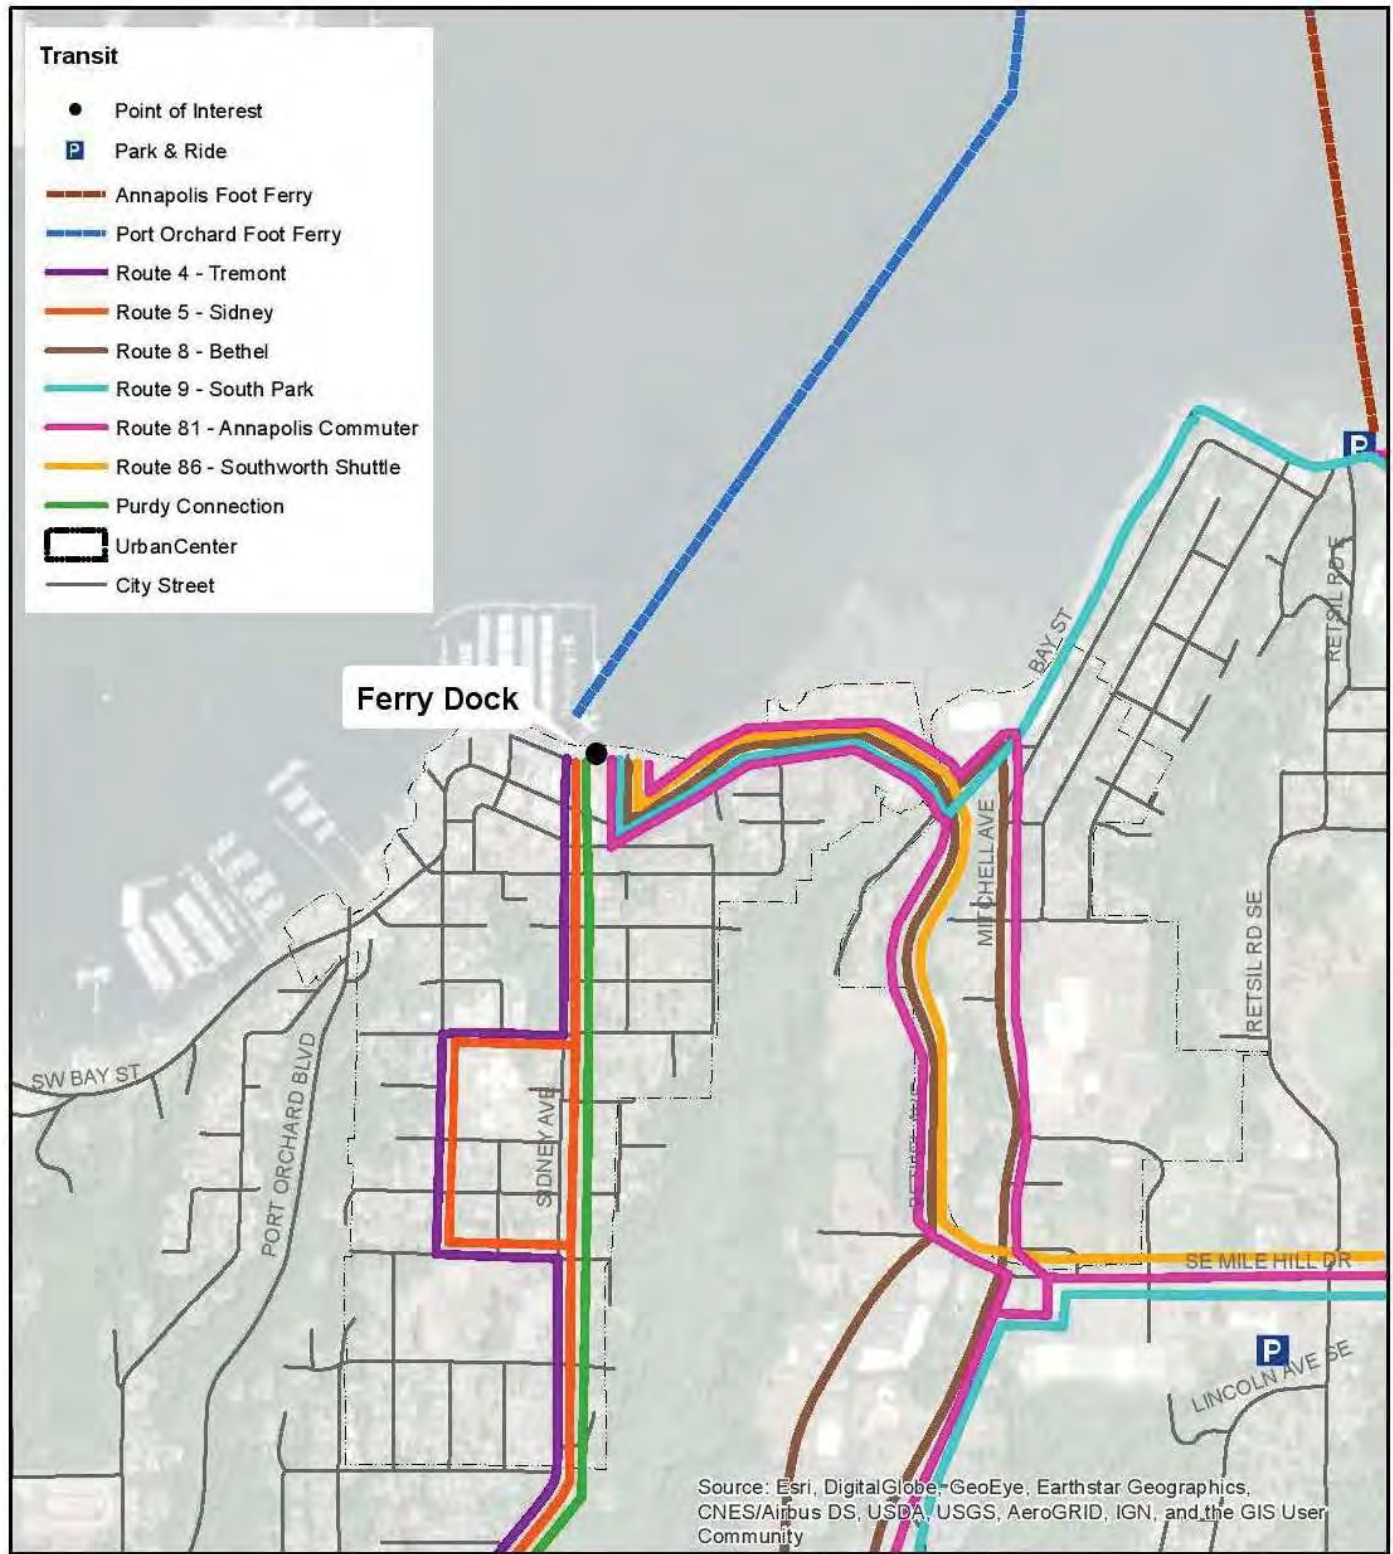 Transit
Point of Interest
P
Park & Ride
Annapolis Foot Ferry
Port Orchard Foot Ferry
Route 4 - Tremont
Route 5 - Sidney
Route 8 - Bethel
Route 9 - South Park
Route 81 - Annapolis Commuter
Route 86 - Southworth Shuttle
Purdy Connection
UrbanCenter
City Street
P
RETSIL RD E
BAY ST
Ferry Dock
MITCHELL AVE
RETSIL RD SE
SW BAY ST
PORT ORCHARD BLVD
SIDNEY AVE
SE MILE HILL DR
P
LINCOLN AVE SE
Source: Esri, DigitalGlobe, GeoEye, Earthstar Geographics,
CNES/Airbus DS, USDA, USGS, AeroGRID, IGN, and the GIS User
Community